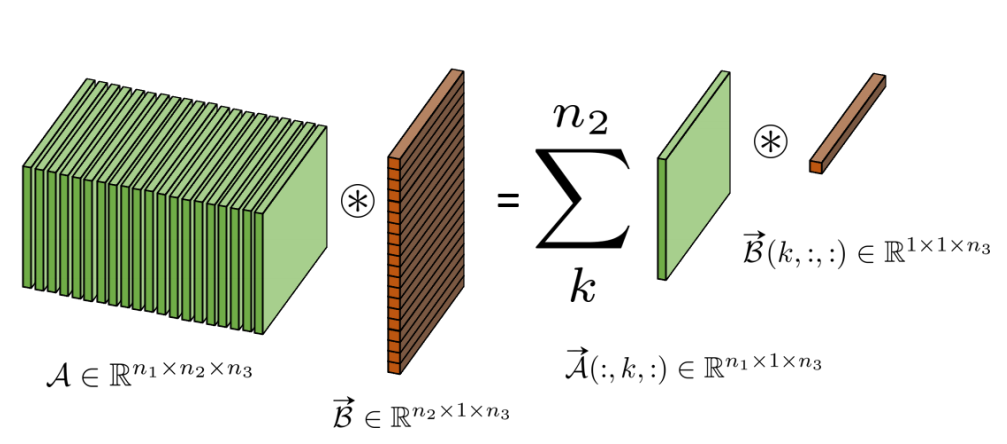 n₂
⊛ = ∑ ⊛
k
𝓑⃗(k, :, :) ∈ ℝ^{1×1×n₃}
𝓐 ∈ ℝ^{n₁×n₂×n₃}
𝓐⃗(:, k, :) ∈ ℝ^{n₁×1×n₃}
𝓑⃗ ∈ ℝ^{n₂×1×n₃}